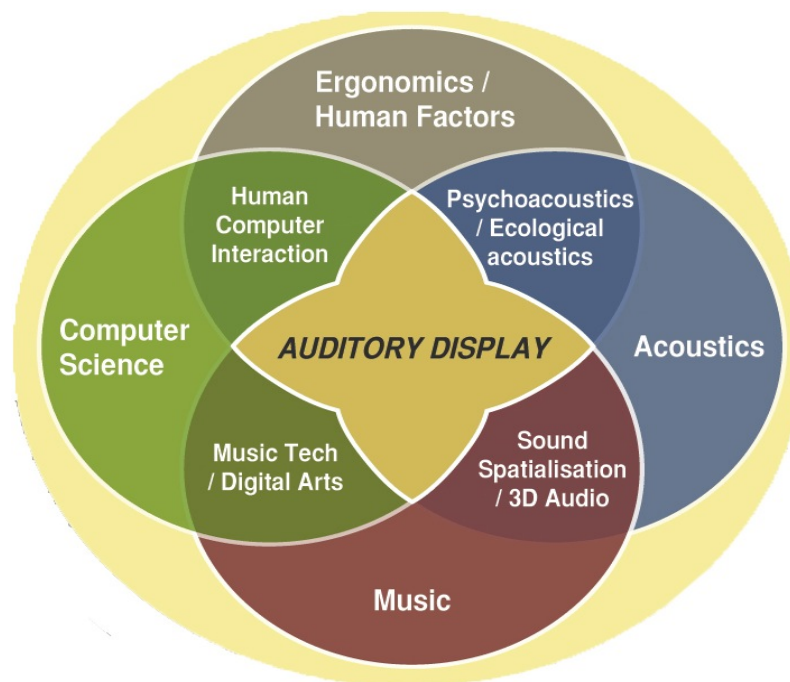 Ergonomics /
Human Factors
Human
Computer
Interaction
Psychoacoustics
/ Ecological
acoustics
Computer
Science
AUDITORY DISPLAY
Acoustics
Music Tech
/ Digital Arts
Sound
Spatialisation
/ 3D Audio
Music